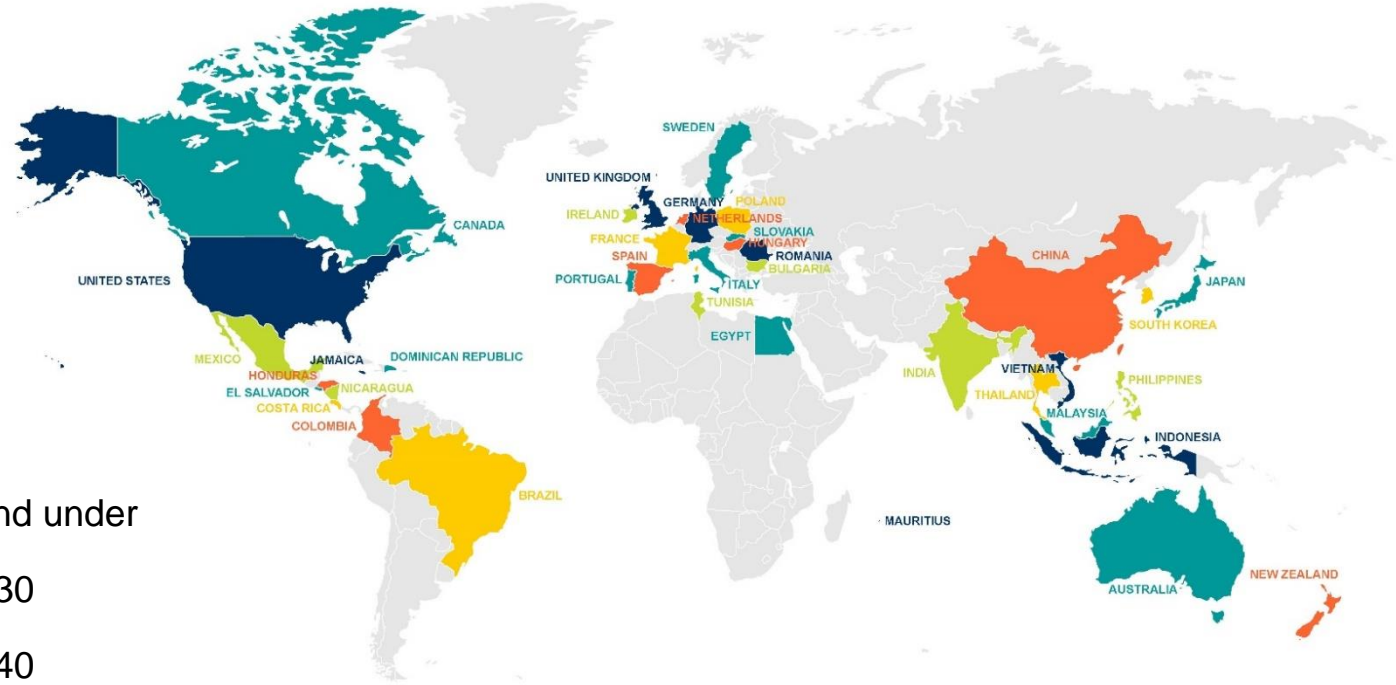 SWEDEN
UNITED KINGDOM
GERMANY
POLAND
IRELAND
NETHERLANDS
CANADA
SLOVAKIA
FRANCE
HUNGARY
SPAIN
ROMANIA
CHINA
BULGARIA
UNITED STATES
PORTUGAL
ITALY
JAPAN
TUNISIA
SOUTH KOREA
EGYPT
MEXICO
JAMAICA
DOMINICAN REPUBLIC
VIETNAM
INDIA
HONDURAS
PHILIPPINES
EL SALVADOR
NICARAGUA
THAILAND
COSTA RICA
MALAYSIA
COLOMBIA
INDONESIA
BRAZIL
nd under
MAURITIUS
NEW ZEALAND
30
AUSTRALIA
40